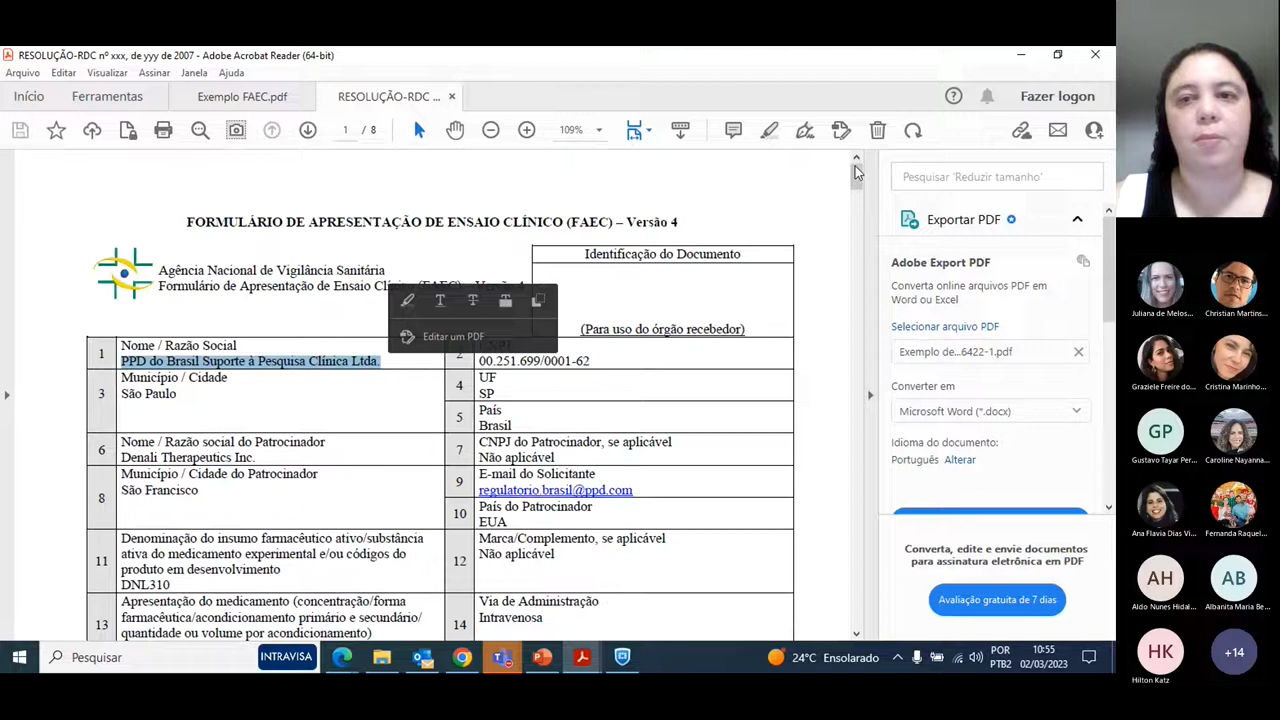 RESOLUÇÃO-RDC nº xxx, de yyy de 2007 - Adobe Acrobat Reader (64-bit)
Arquivo Editar Visualizar Assinar Janela Ajuda
Início Ferramentas Exemplo FAEC.pdf RESOLUÇÃO-RDC ... Fazer logon
1 / 8 109%
FORMULÁRIO DE APRESENTAÇÃO DE ENSAIO CLÍNICO (FAEC) – Versão 4
Identificação do Documento
Agência Nacional de Vigilância Sanitária
Formulário de Apresentação de Ensaio Clínico (FAEC) – Versão 4
(Para uso do órgão recebedor)
Editar um PDF
1 Nome / Razão Social
PPD do Brasil Suporte à Pesquisa Clínica Ltda.
2 CNPJ
00.251.699/0001-62
3 Município / Cidade
São Paulo
4 UF
SP
5 País
Brasil
6 Nome / Razão social do Patrocinador
Denali Therapeutics Inc.
7 CNPJ do Patrocinador, se aplicável
Não aplicável
8 Município / Cidade do Patrocinador
São Francisco
9 E-mail do Solicitante
regulatorio.brasil@ppd.com
10 País do Patrocinador
EUA
11 Denominação do insumo farmacêutico ativo/substância
ativa do medicamento experimental e/ou códigos do
produto em desenvolvimento
DNL310
12 Marca/Complemento, se aplicável
Não aplicável
13 Apresentação do medicamento (concentração/forma
farmacêutica/acondicionamento primário e secundário/
quantidade ou volume por acondicionamento)
14 Via de Administração
Intravenosa
Pesquisar 'Reduzir tamanho'
Exportar PDF
Adobe Export PDF
Converta online arquivos PDF em
Word ou Excel
Selecionar arquivo PDF
Exemplo de...6422-1.pdf
Converter em
Microsoft Word (*.docx)
Idioma do documento:
Português Alterar
Converta, edite e envie documentos
para assinatura eletrônica em PDF
Avaliação gratuita de 7 dias
Pesquisar
INTRAVISA
24°C Ensolarado
POR
PTB2
10:55
02/03/2023
Juliana de Melos... Christian Martins...
Graziele Freire do... Cristina Marinho...
GP
Gustavo Tayar Per... Caroline Nayanna...
Ana Flavia Dias Vi... Fernanda Raquel...
AH AB
Aldo Nunes Hidal... Albanita Maria Be...
HK +14
Hilton Katz